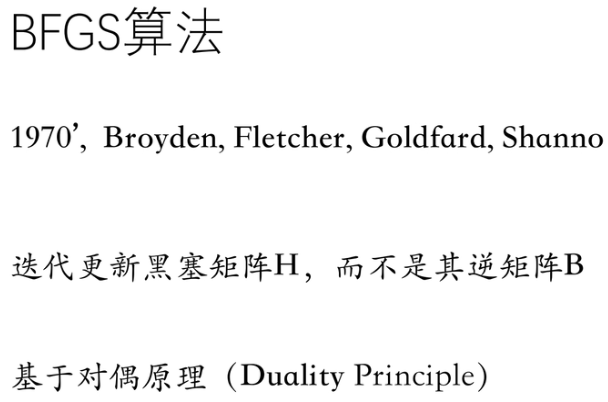 BFGS算法
1970’, Broyden, Fletcher, Goldfard, Shanno
迭代更新黑塞矩阵H，而不是其逆矩阵B
基于对偶原理（Duality Principle）